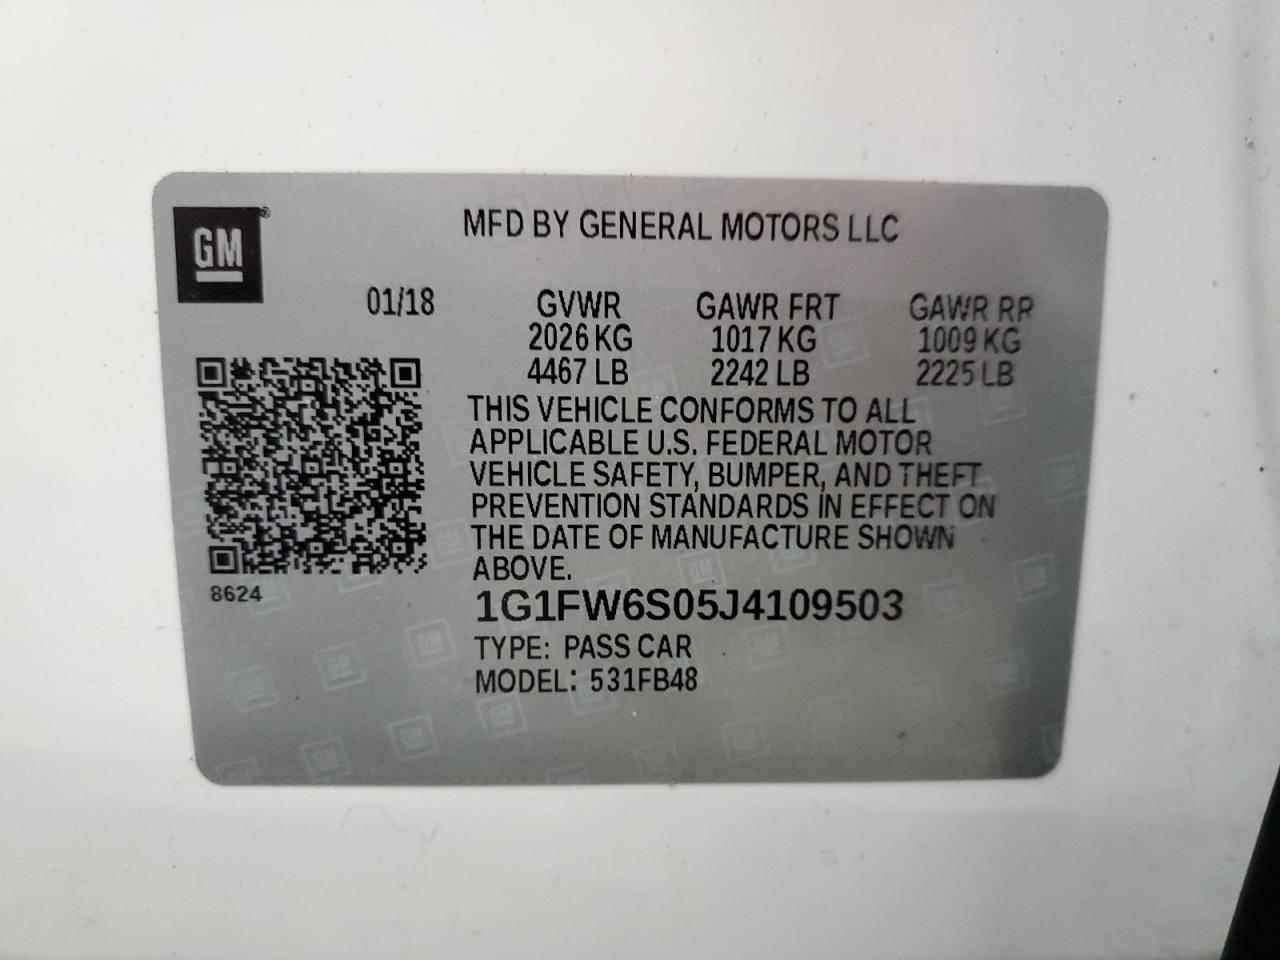 GM®
MFD BY GENERAL MOTORS LLC
01/18
GVWR GAWR FRT GAWR RR
2026 KG 1017 KG 1009 KG
4467 LB 2242 LB 2225 LB
THIS VEHICLE CONFORMS TO ALL
APPLICABLE U.S. FEDERAL MOTOR
VEHICLE SAFETY, BUMPER, AND THEFT
PREVENTION STANDARDS IN EFFECT ON
THE DATE OF MANUFACTURE SHOWN
ABOVE.
8624
1G1FW6S05J4109503
TYPE: PASS CAR
MODEL: 531FB48